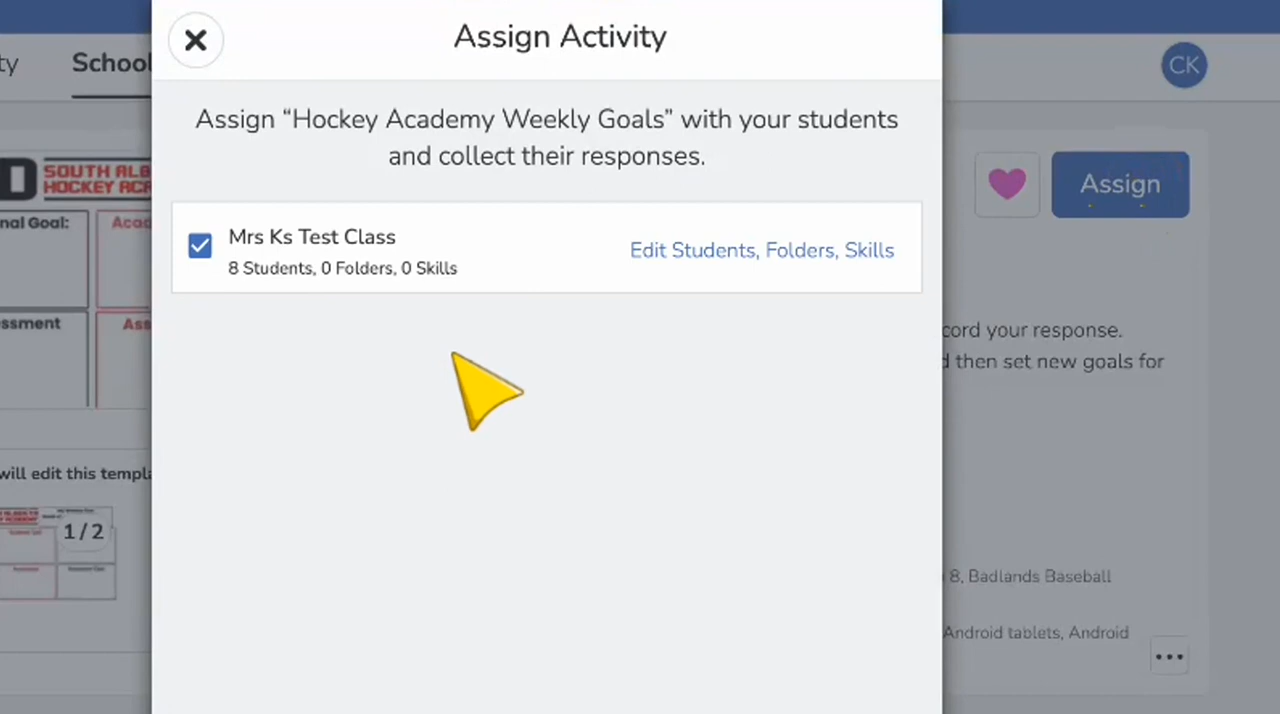 ty
School
Assign Activity
CK
Assign “Hockey Academy Weekly Goals” with your students
and collect their responses.
SOUTH ALB
HOCKEY ACA
Assign
nal Goal:
Acad
Mrs Ks Test Class
8 Students, 0 Folders, 0 Skills
Edit Students, Folders, Skills
ssment
Ass
cord your response.
d then set new goals for
will edit this templa
1 / 2
8, Badlands Baseball
Android tablets, Android